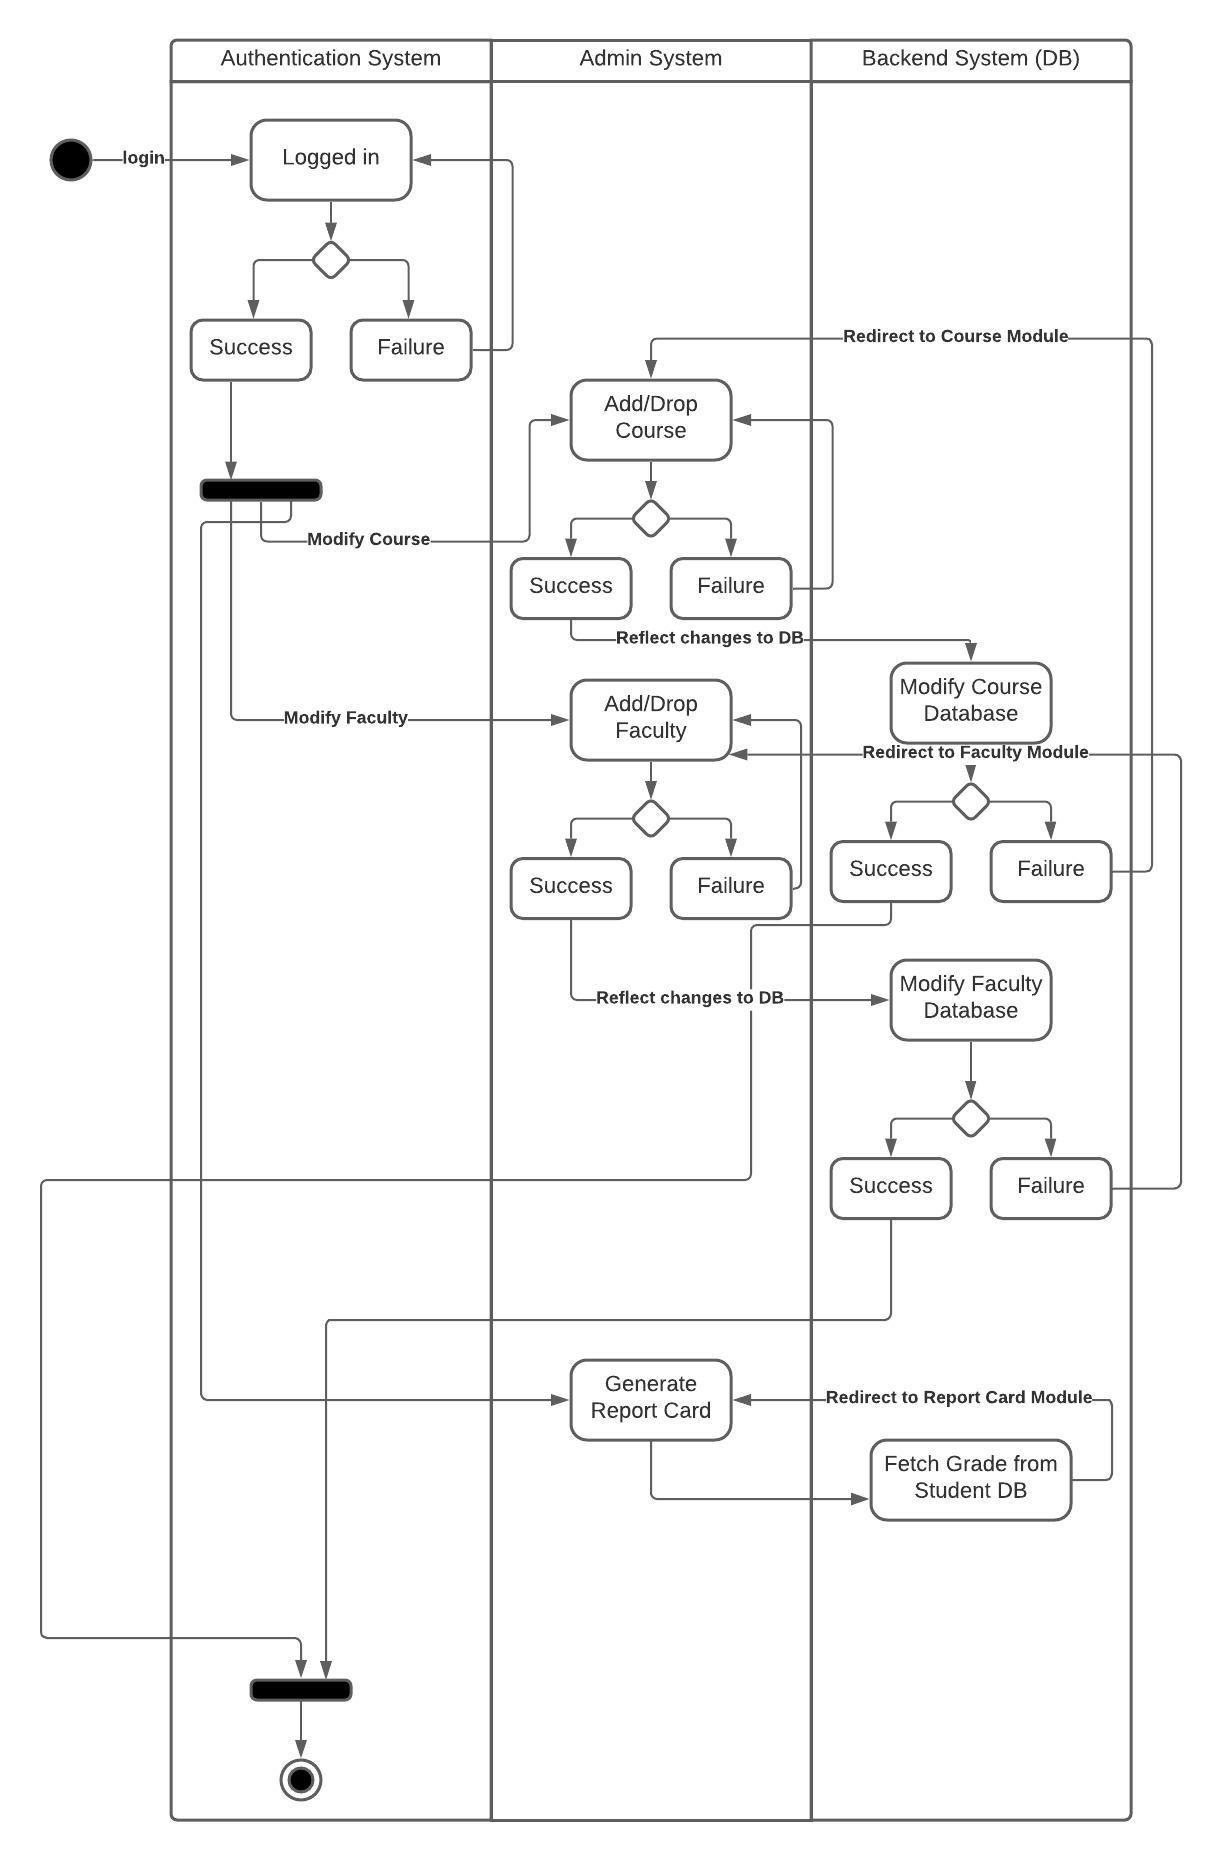 Authentication System
Admin System
Backend System (DB)
login
Logged in
Success
Failure
Redirect to Course Module
Add/Drop
Course
Modify Course
Success
Failure
Reflect changes to DB
Modify Course
Database
Add/Drop
Faculty
Modify Faculty
Redirect to Faculty Module
Success
Failure
Success
Failure
Modify Faculty
Database
Reflect changes to DB
Success
Failure
Generate
Report Card
Redirect to Report Card Module
Fetch Grade from
Student DB